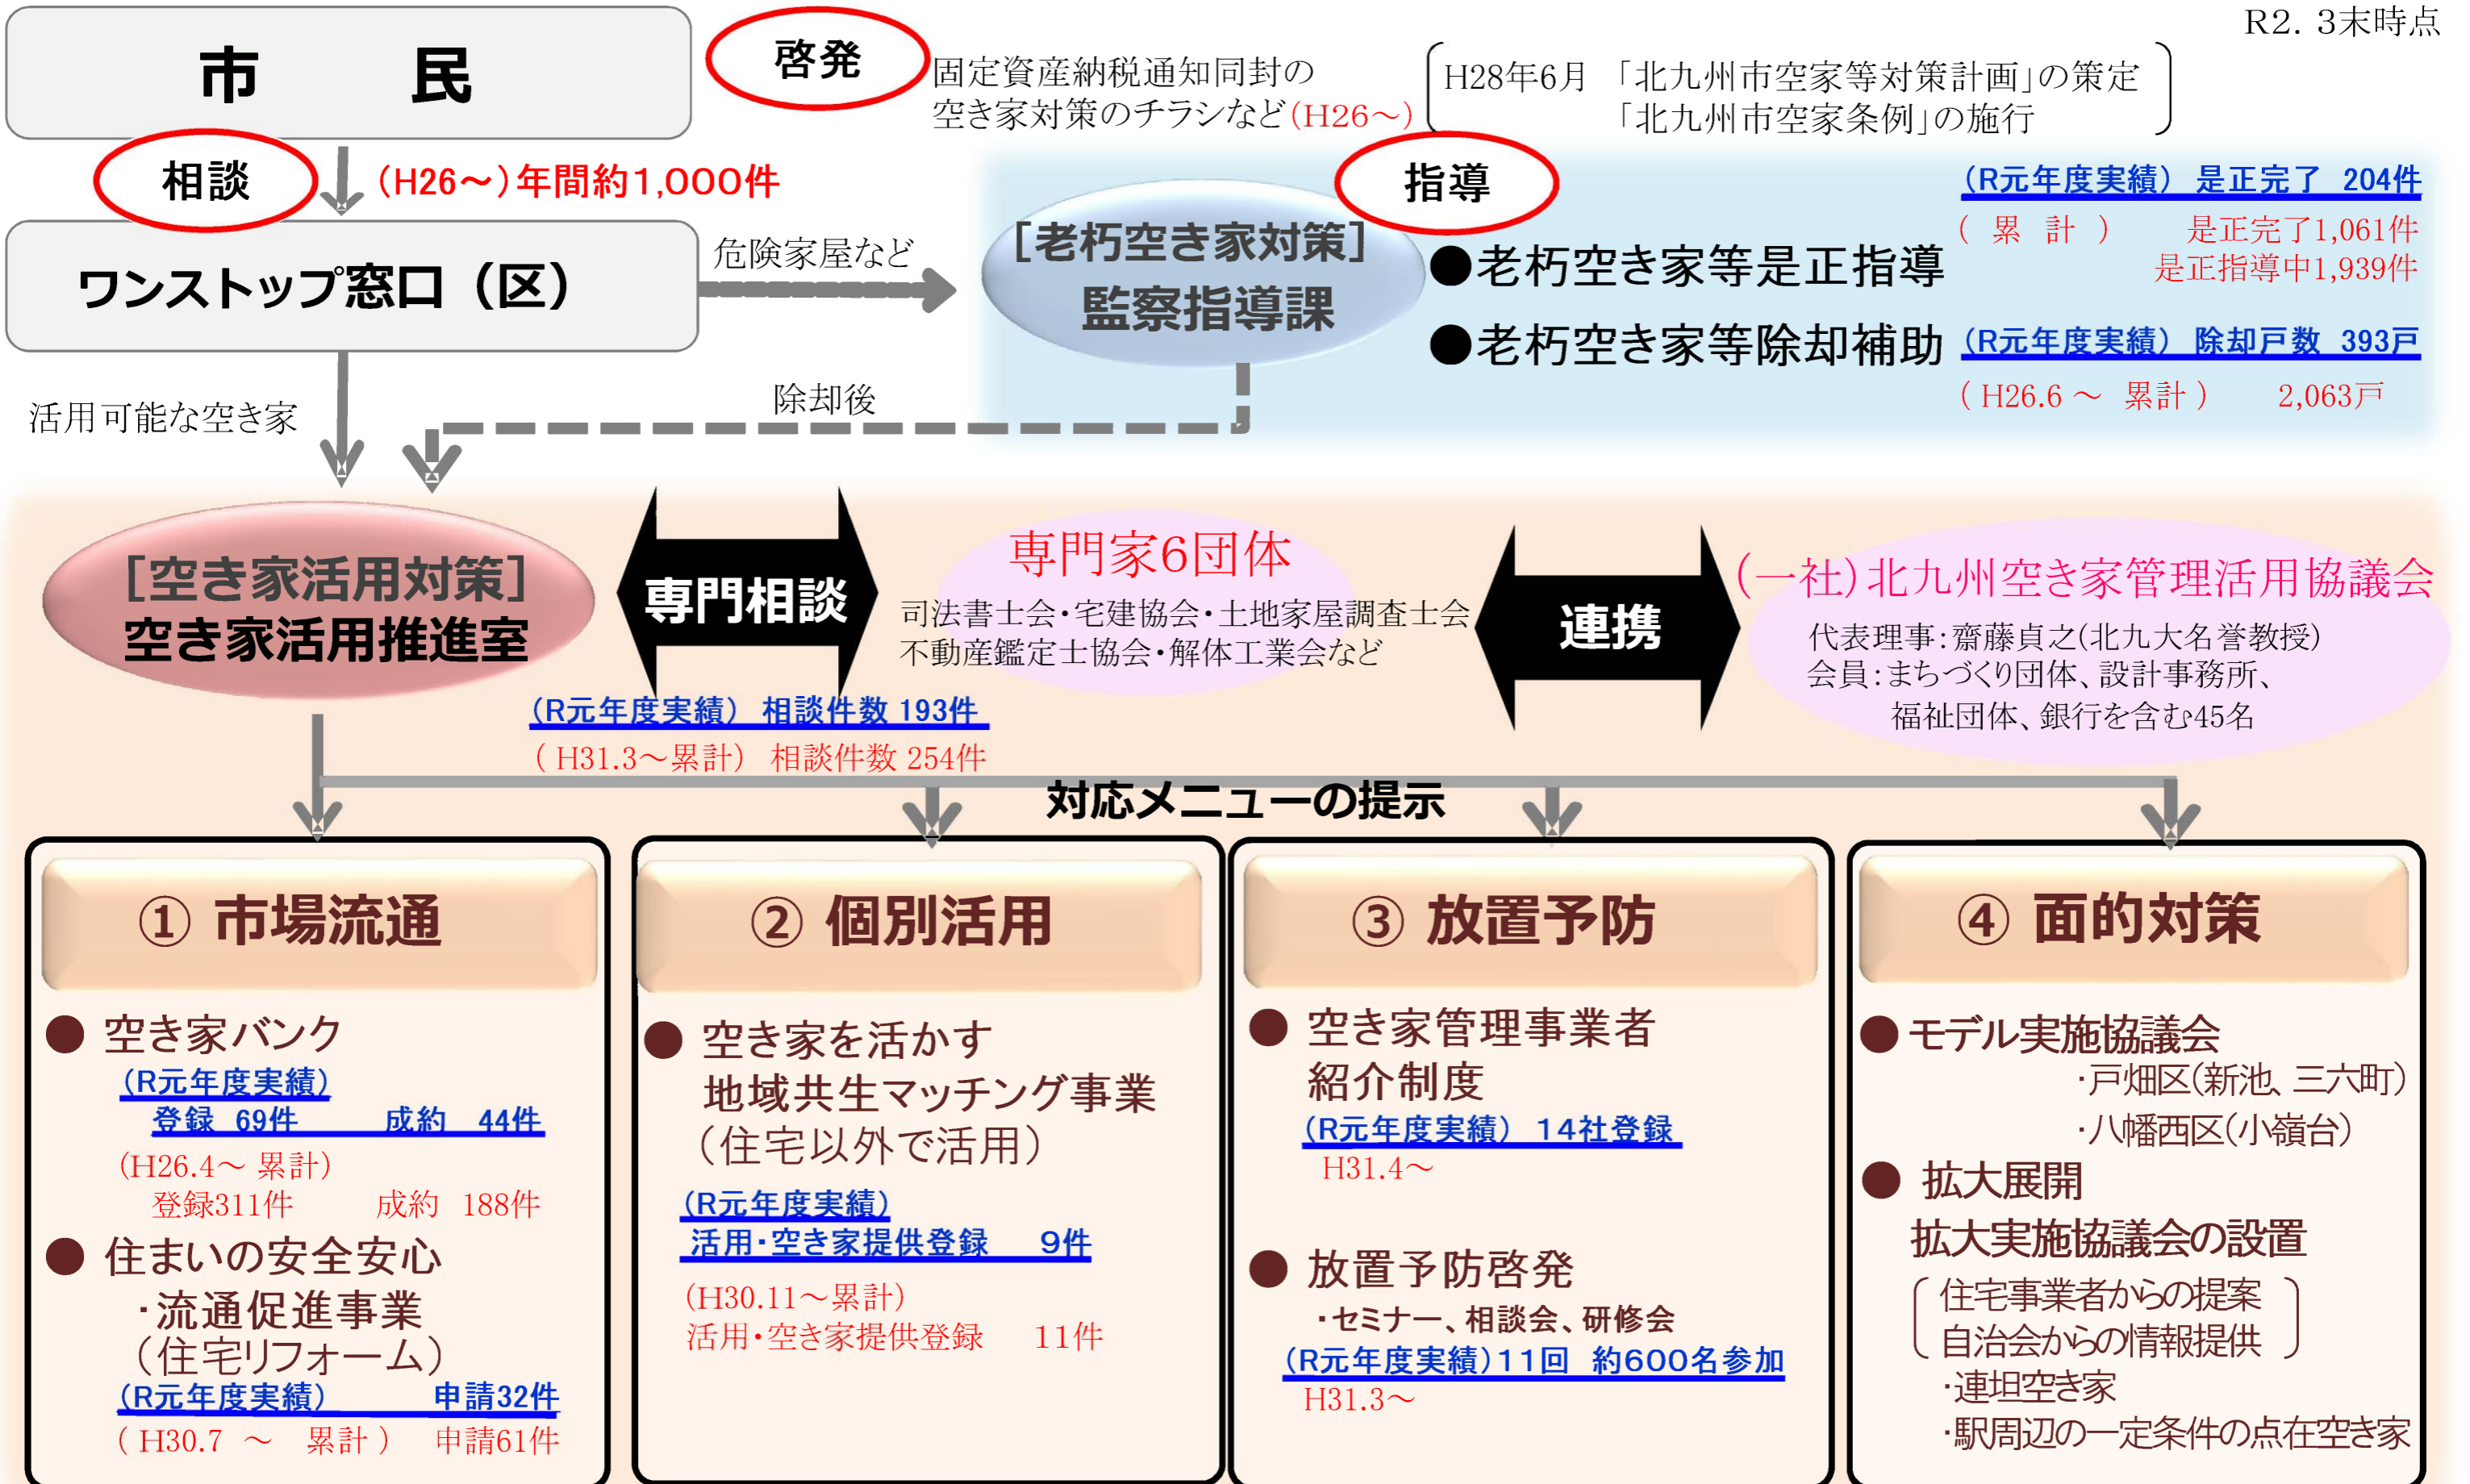 R2．3末時点
市　　民
啓発
固定資産納税通知同封の
空き家対策のチラシなど(H26～)
H28年6月　「北九州市空家等対策計画」の策定
「北九州市空家条例」の施行
相談
(H26～)年間約1,000件
ワンストップ窓口（区）
危険家屋など
[老朽空き家対策]
監察指導課
指導
●老朽空き家等是正指導
(R元年度実績) 是正完了 204件
( 累 計 )　是正完了1,061件
是正指導中1,939件
●老朽空き家等除却補助
(R元年度実績) 除却戸数 393戸
( H26.6 ～ 累計 )　2,063戸
除却後
活用可能な空き家
[空き家活用対策]
空き家活用推進室
専門相談
専門家6団体
司法書士会・宅建協会・土地家屋調査士会
不動産鑑定士協会・解体工業会など
連携
(一社)北九州空き家管理活用協議会
代表理事：齋藤貞之(北九大名誉教授)
会員：まちづくり団体、設計事務所、
福祉団体、銀行を含む45名
(R元年度実績) 相談件数 193件
( H31.3～累計) 相談件数 254件
対応メニューの提示
① 市場流通
● 空き家バンク
(R元年度実績)
登録 69件　成約 44件
(H26.4～ 累計)
登録311件　成約 188件
● 住まいの安全安心
・流通促進事業
（住宅リフォーム）
(R元年度実績)　申請32件
( H30.7 ～ 累計 )　申請61件
② 個別活用
● 空き家を活かす
地域共生マッチング事業
（住宅以外で活用）
(R元年度実績)
活用・空き家提供登録　9件
(H30.11～累計)
活用・空き家提供登録　11件
③ 放置予防
● 空き家管理事業者
紹介制度
(R元年度実績) 14社登録
H31.4～
● 放置予防啓発
・セミナー、相談会、研修会
(R元年度実績)11回 約600名参加
H31.3～
④ 面的対策
● モデル実施協議会
・戸畑区(新池、三六町)
・八幡西区(小嶺台)
● 拡大展開
拡大実施協議会の設置
住宅事業者からの提案
自治会からの情報提供
・連坦空き家
・駅周辺の一定条件の点在空き家